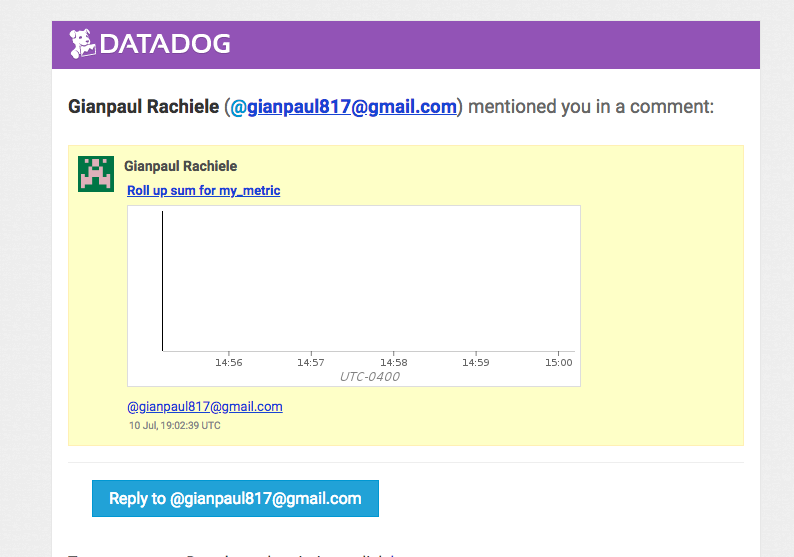 DATADOG
Gianpaul Rachiele (@gianpaul817@gmail.com) mentioned you in a comment:
Gianpaul Rachiele
Roll up sum for my_metric
14:56 14:57 14:58 14:59 15:00
UTC-0400
@gianpaul817@gmail.com
10 Jul, 19:02:39 UTC
Reply to @gianpaul817@gmail.com